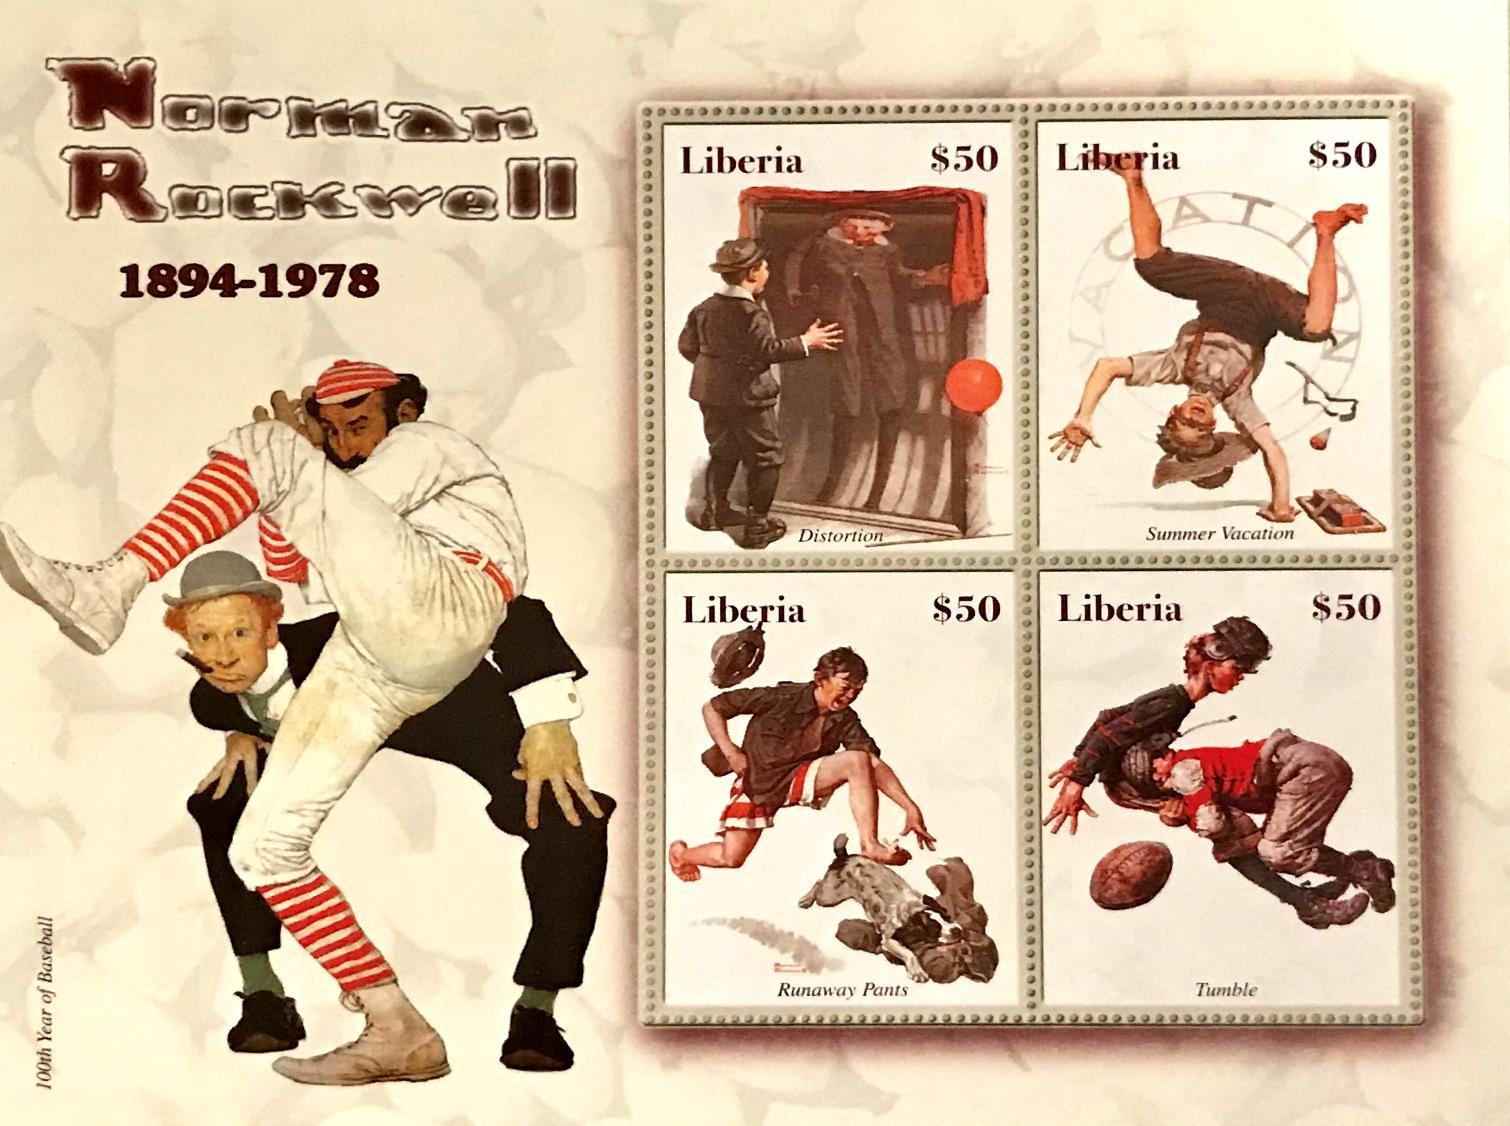 Norman
Rockwell
1894-1978
100th Year of Baseball
Liberia $50
Distortion
Liberia $50
VACATION
Summer Vacation
Liberia $50
Runaway Pants
Liberia $50
Tumble